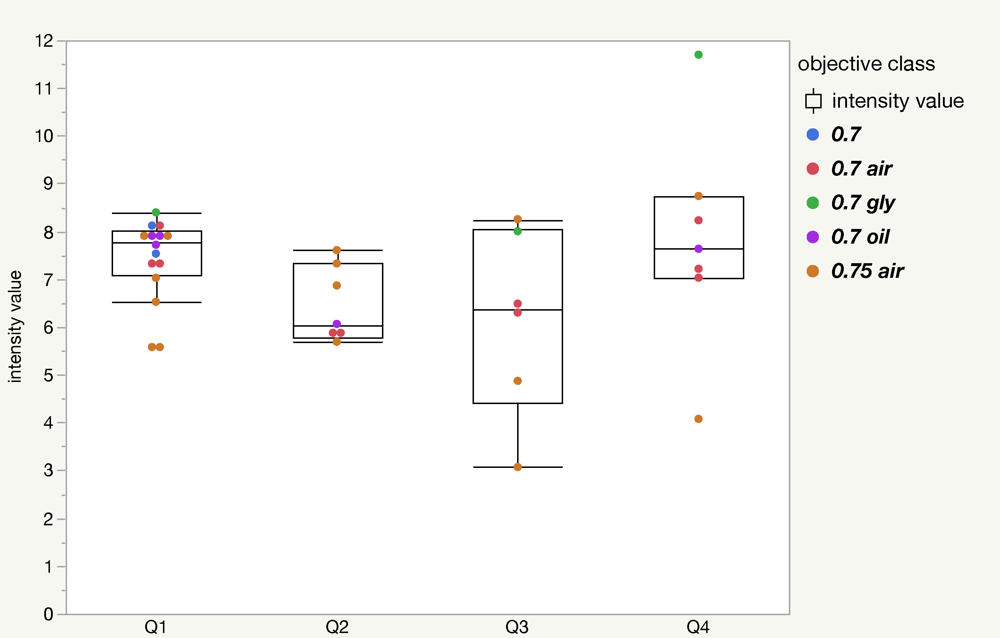 12
11
10
9
8
7
6
5
4
3
2
1
0
intensity value
Q1 Q2 Q3 Q4
objective class
intensity value
0.7
0.7 air
0.7 gly
0.7 oil
0.75 air